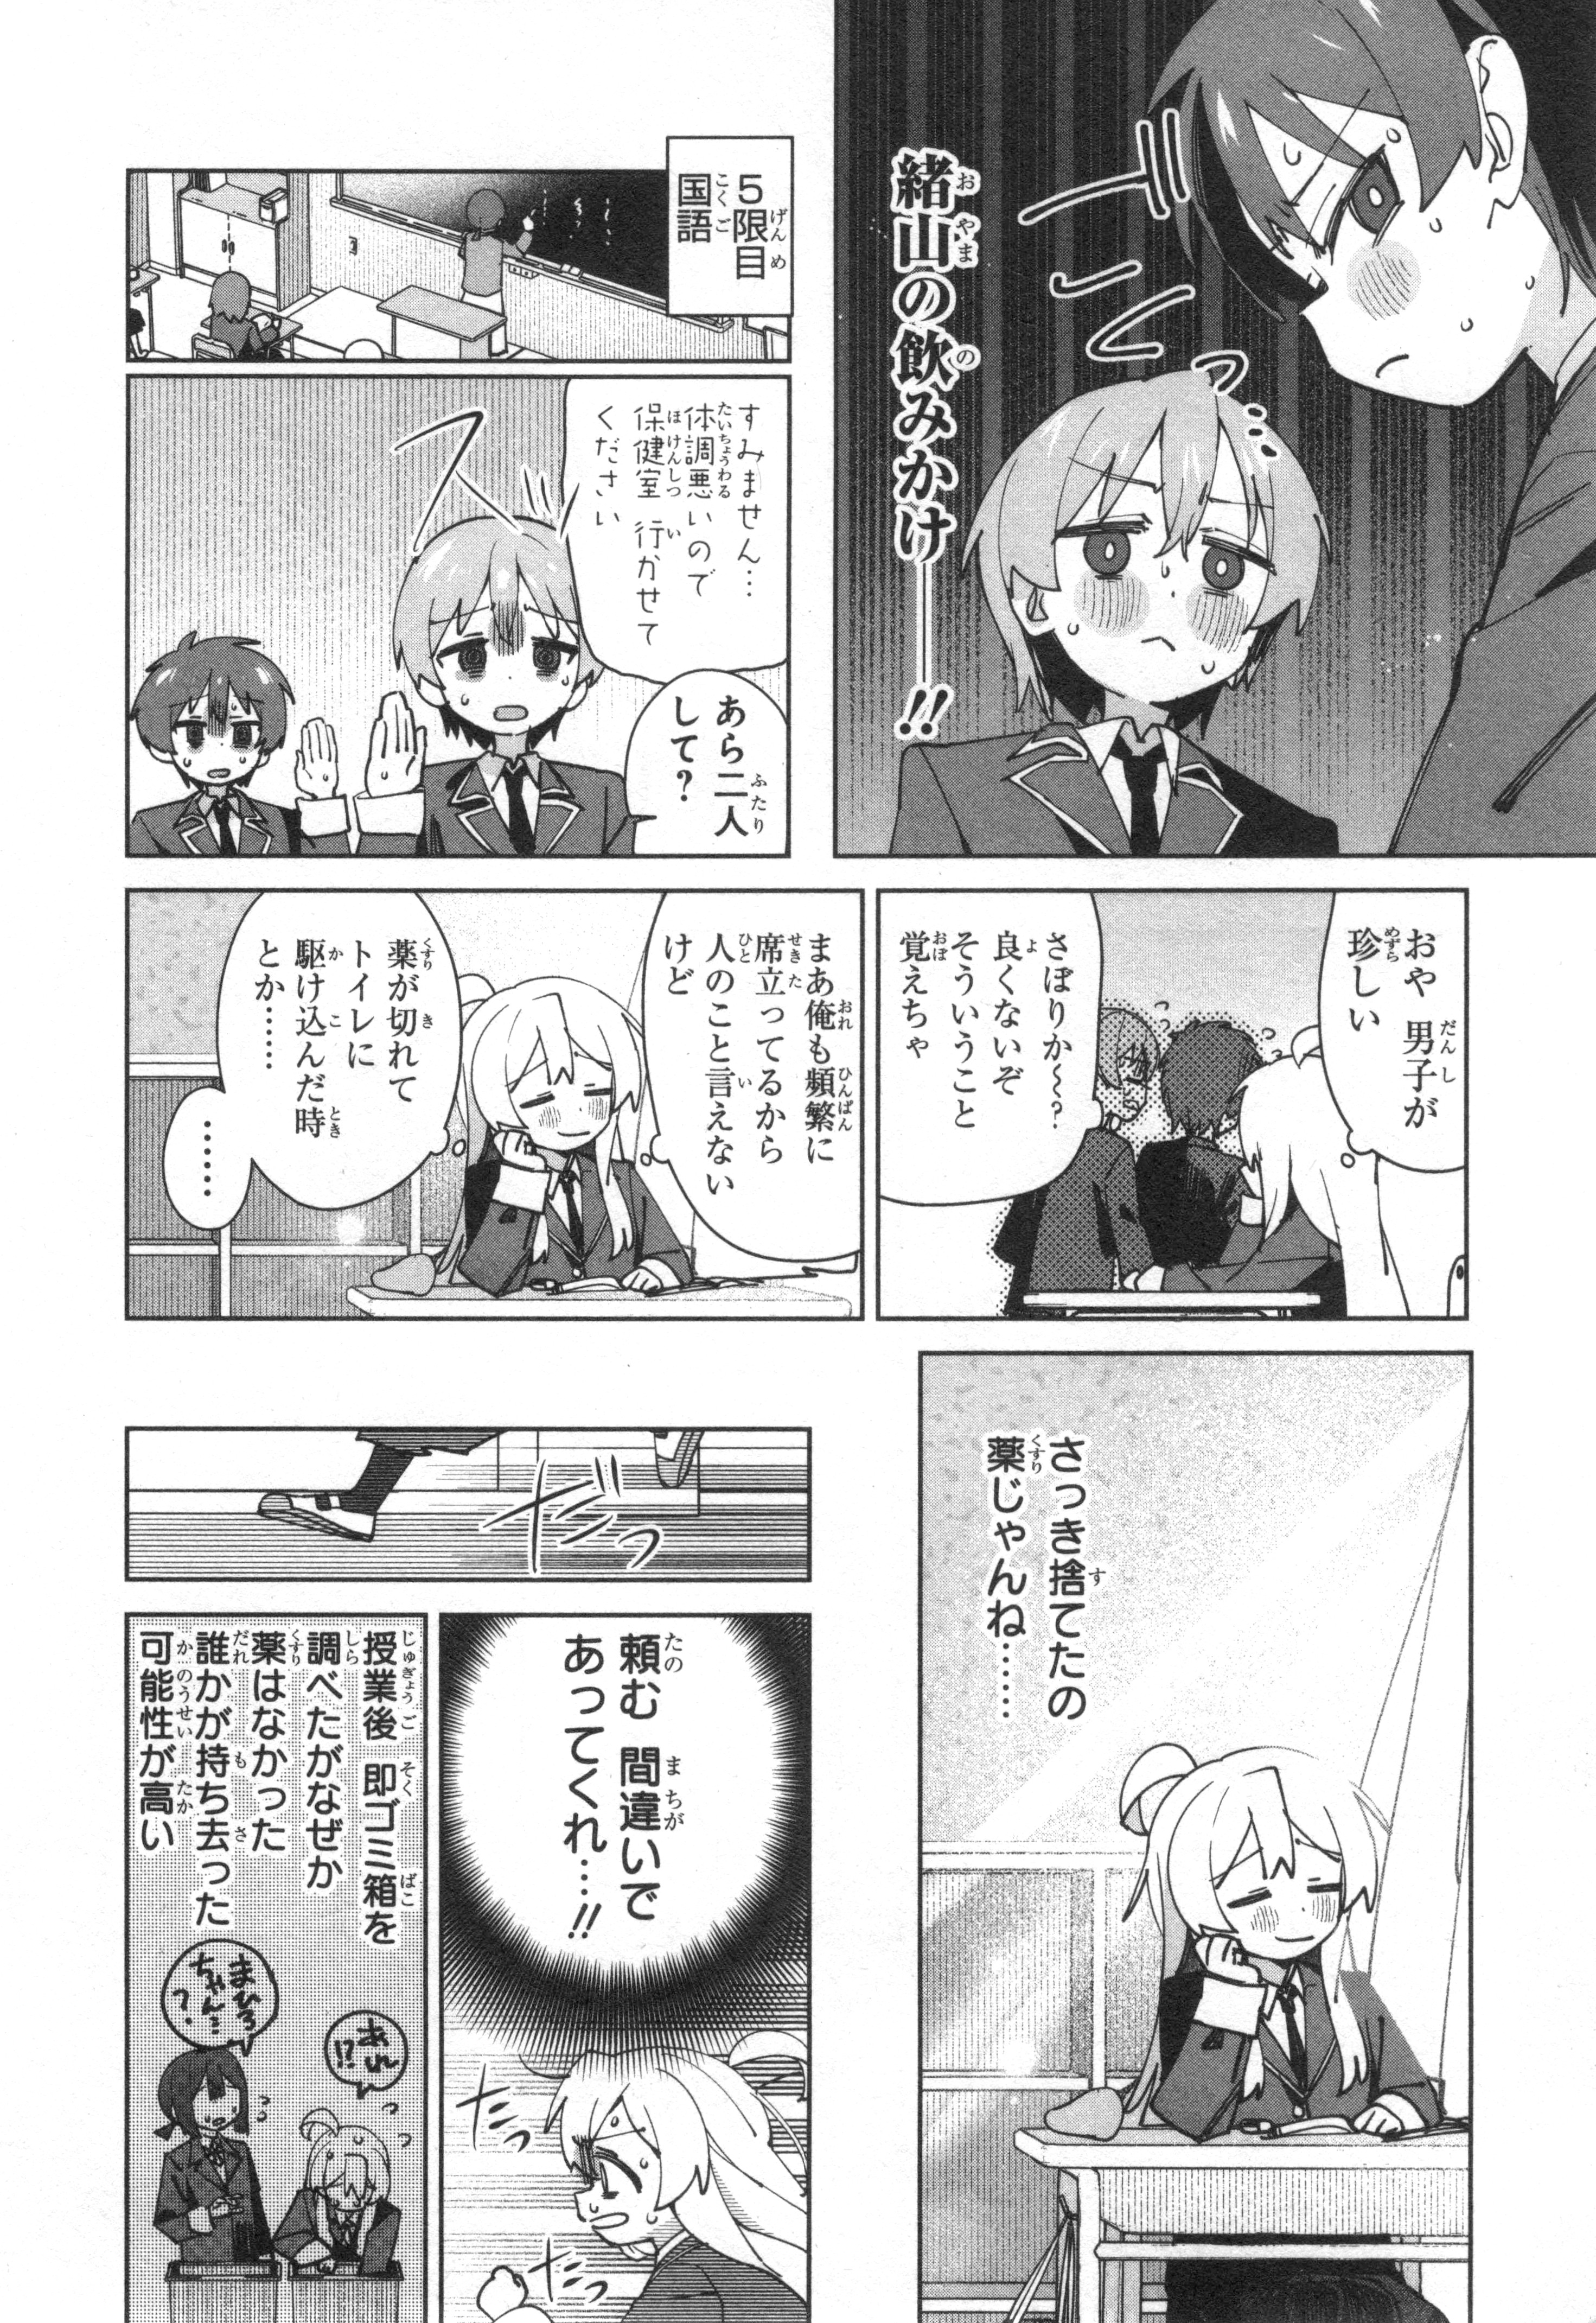 緒山の飲みかけ――!!
5限目
国語
すみません…
体調悪いので
保健室 行かせて
ください
あら二人
して？
おや 男子が
珍しい
さぼりか〜？
良くないぞ
そういうこと
覚えちゃ
まあ俺も頻繁に
席立ってるから
人のこと言えない
けど
薬が切れて
トイレに
駆け込んだ時
とか……
……
さっき捨てたの
薬じゃんね……
だっ
頼む 間違いで
あってくれ…!!
たっ
だっ
授業後 即ゴミ箱を
調べたがなぜか
薬はなかった
誰かが持ち去った
可能性が高い
まひろ
ちゃん…
？
あれ
!?